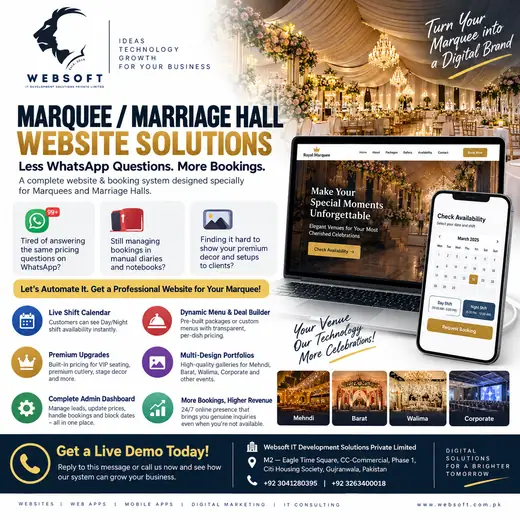 WEBSOFT
IT DEVELOPMENT SOLUTIONS PRIVATE LIMITED
IDEAS
TECHNOLOGY
GROWTH
FOR YOUR BUSINESS
Turn Your
Marquee into
a Digital Brand
MARQUEE / MARRIAGE HALL
WEBSITE SOLUTIONS
Less WhatsApp Questions. More Bookings.
A complete website & booking system designed specially
for Marquees and Marriage Halls.
99+
Tired of answering
the same pricing
questions on
WhatsApp?
Still managing
bookings in
manual diaries
and notebooks?
Finding it hard to
show your premium
decor and setups
to clients?
Let's Automate It. Get a Professional Website for Your Marquee!
Live Shift Calendar
Customers can see Day/Night
shift availability instantly.
Dynamic Menu & Deal Builder
Pre-built packages or custom
menus with transparent,
per-dish pricing.
Premium Upgrades
Built-in pricing for VIP seating,
premium cutlery, stage decor
and more.
Multi-Design Portfolios
High-quality galleries for Mehndi,
Barat, Walima, Corporate and
other events.
Complete Admin Dashboard
Manage leads, update prices,
handle bookings and block dates
– all in one place.
More Bookings, Higher Revenue
24/7 online presence that
brings you genuine inquiries
even when you're not available.
Royal Marquee
Home About Packages Gallery Availability Contact
Book Now
Make Your
Special Moments
Unforgettable
Elegant Venues for Your Most
Cherished Celebrations
Check Availability →
Check Availability
Select your date and shift
March 2025
Day Shift
Night Shift
Request Booking
Your Venue
Our Technology
More Celebrations!
Mehndi
Barat
Walima
Corporate
Get a Live Demo Today!
Reply to this message or call us now and see how
our system can grow your business.
Websoft IT Development Solutions Private Limited
M2 – Eagle Time Square, CC-Commercial, Phase 1,
Citi Housing Society, Gujranwala, Pakistan
+92 3041280395 | +92 3263400018
DIGITAL
SOLUTIONS
FOR A BRIGHTER
TOMORROW
WEBSITES | WEB APPS | MOBILE APPS | DIGITAL MARKETING | IT CONSULTING
www.websoft.com.pk